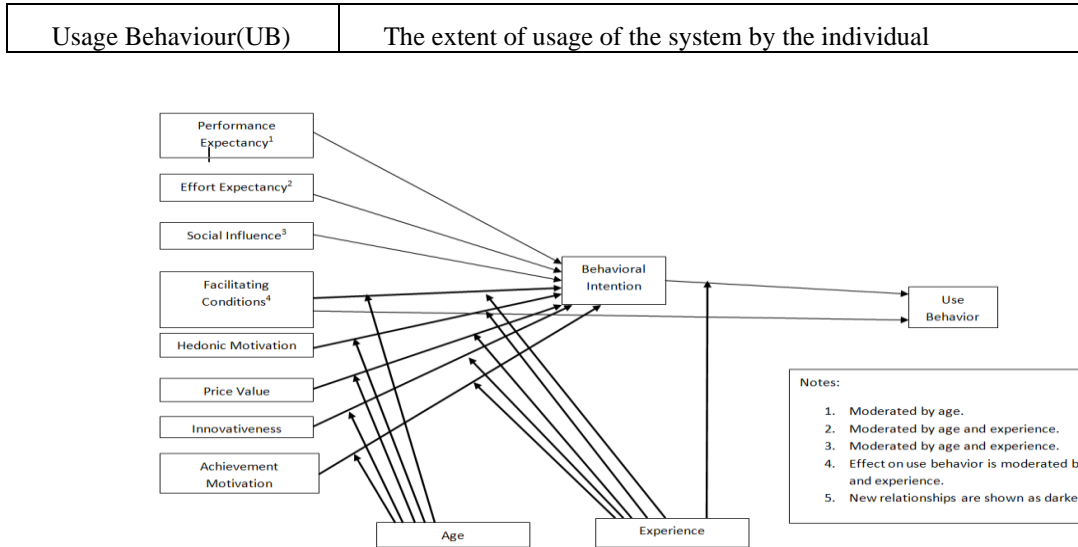 Usage Behaviour(UB) The extent of usage of the system by the individual
Performance
Expectancy1
Effort Expectancy2
Social Influence3
Facilitating
Conditions4
Hedonic Motivation
Price Value
Innovativeness
Achievement
Motivation
Behavioral
Intention
Use
Behavior
Age
Experience
Notes:
1. Moderated by age.
2. Moderated by age and experience.
3. Moderated by age and experience.
4. Effect on use behavior is moderated b
and experience.
5. New relationships are shown as darke